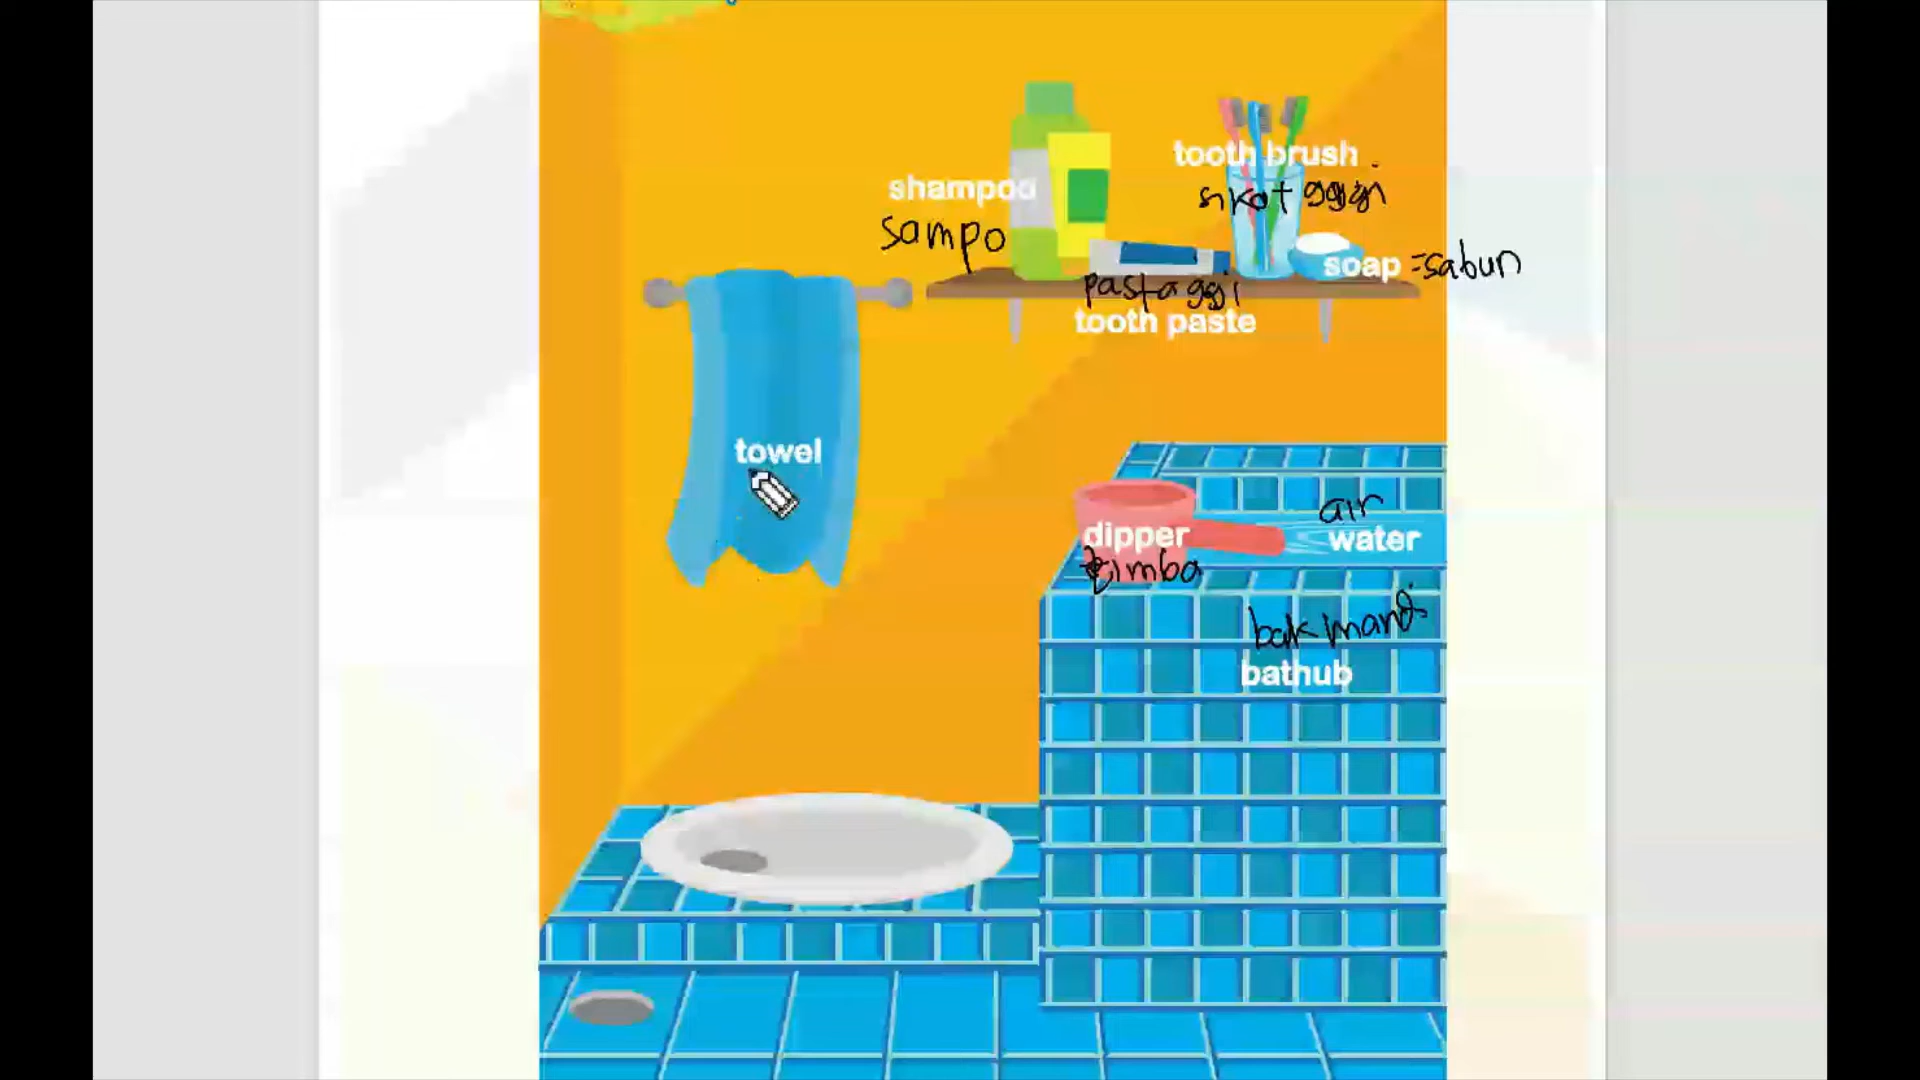 tooth brush
sikat gigi
shampoo
sampo
soap =sabun
pasta ggi
tooth paste
towel
air
dipper
water
timba
bak mandi
bathub